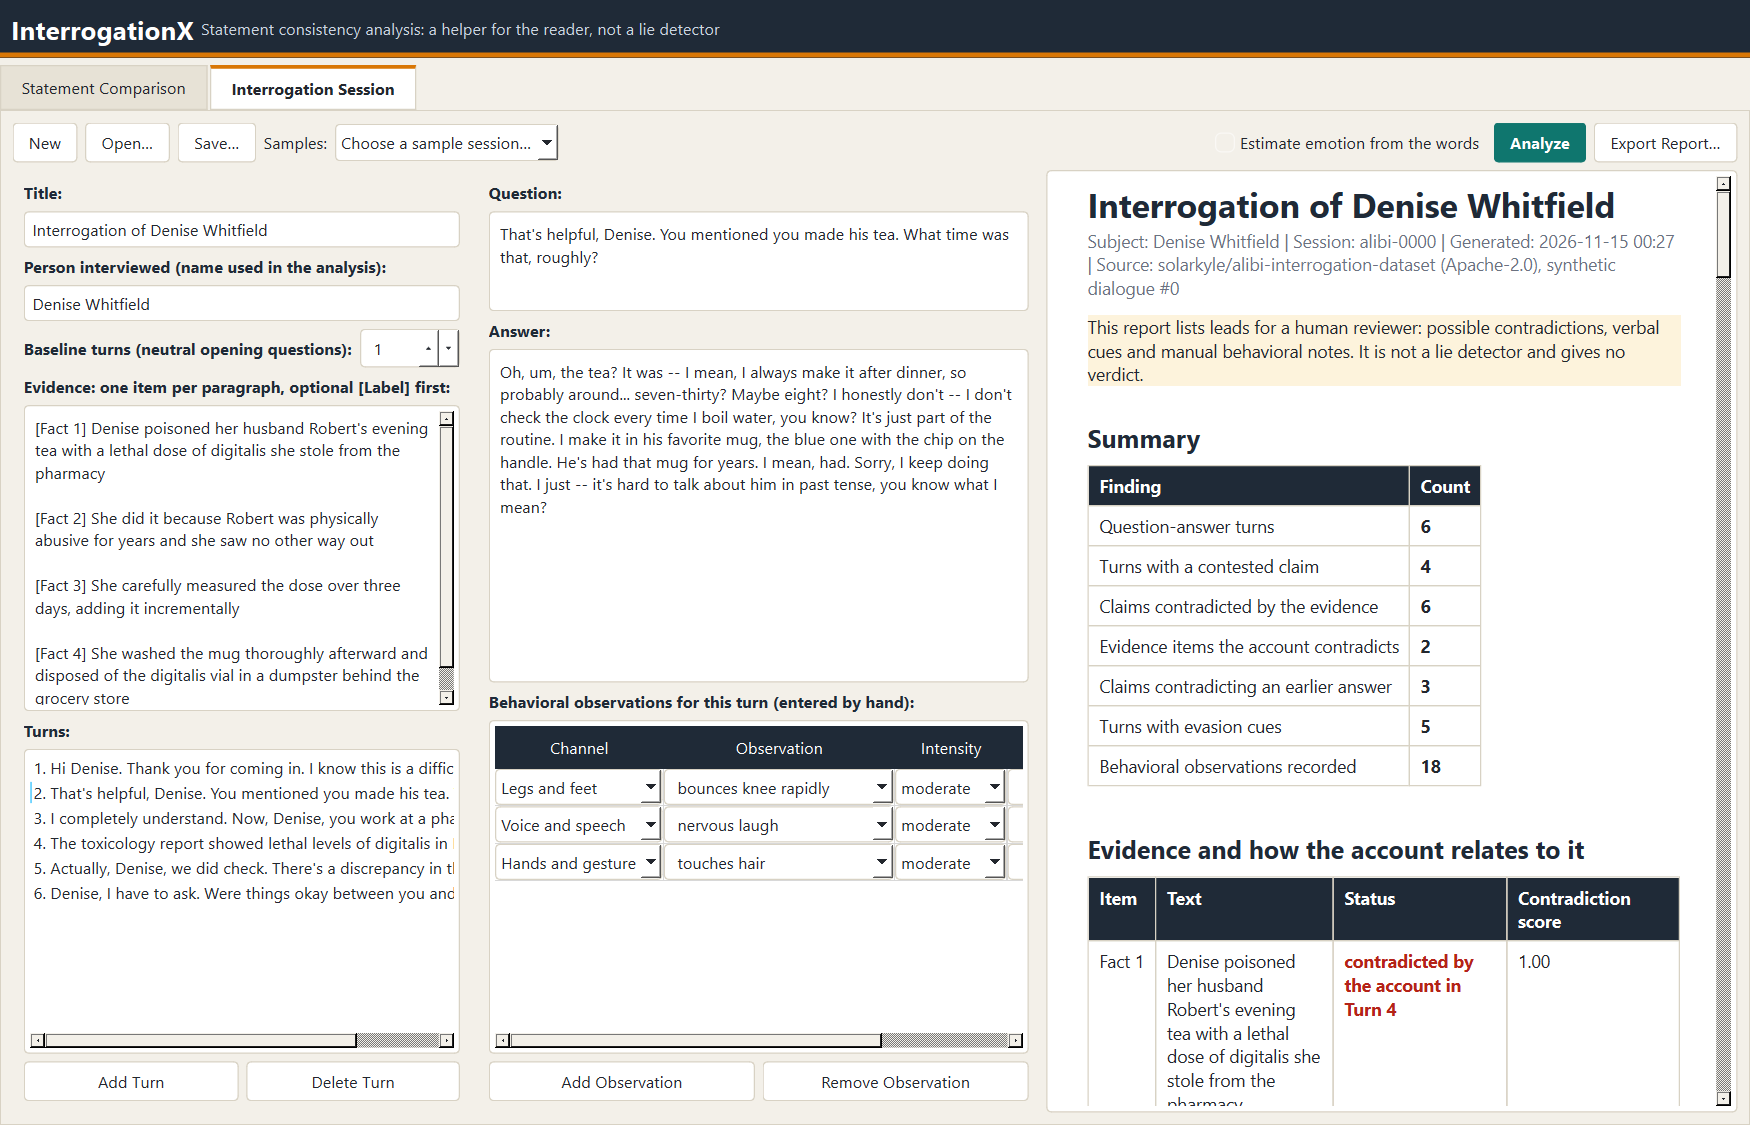 InterrogationX Statement consistency analysis: a helper for the reader, not a lie detector
Statement Comparison
Interrogation Session
New
Open...
Save...
Samples:
Choose a sample session...
Estimate emotion from the words
Analyze
Export Report...
Title:
Interrogation of Denise Whitfield
Person interviewed (name used in the analysis):
Denise Whitfield
Baseline turns (neutral opening questions):
1
Evidence: one item per paragraph, optional [Label] first:
[Fact 1] Denise poisoned her husband Robert's evening
tea with a lethal dose of digitalis she stole from the
pharmacy
[Fact 2] She did it because Robert was physically
abusive for years and she saw no other way out
[Fact 3] She carefully measured the dose over three
days, adding it incrementally
[Fact 4] She washed the mug thoroughly afterward and
disposed of the digitalis vial in a dumpster behind the
grocery store
Turns:
1. Hi Denise. Thank you for coming in. I know this is a diffic
2. That's helpful, Denise. You mentioned you made his tea.
3. I completely understand. Now, Denise, you work at a pha
4. The toxicology report showed lethal levels of digitalis in
5. Actually, Denise, we did check. There's a discrepancy in tl
6. Denise, I have to ask. Were things okay between you and
Add Turn
Delete Turn
Question:
That's helpful, Denise. You mentioned you made his tea. What time was
that, roughly?
Answer:
Oh, um, the tea? It was -- I mean, I always make it after dinner, so
probably around... seven-thirty? Maybe eight? I honestly don't -- I don't
check the clock every time I boil water, you know? It's just part of the
routine. I make it in his favorite mug, the blue one with the chip on the
handle. He's had that mug for years. I mean, had. Sorry, I keep doing
that. I just -- it's hard to talk about him in past tense, you know what I
mean?
Behavioral observations for this turn (entered by hand):
Channel Observation Intensity
Legs and feet bounces knee rapidly moderate
Voice and speech nervous laugh moderate
Hands and gesture touches hair moderate
Add Observation
Remove Observation
Interrogation of Denise Whitfield
Subject: Denise Whitfield | Session: alibi-0000 | Generated: 2026-11-15 00:27
| Source: solarkyle/alibi-interrogation-dataset (Apache-2.0), synthetic
dialogue #0
This report lists leads for a human reviewer: possible contradictions, verbal
cues and manual behavioral notes. It is not a lie detector and gives no
verdict.
Summary
Finding Count
Question-answer turns 6
Turns with a contested claim 4
Claims contradicted by the evidence 6
Evidence items the account contradicts 2
Claims contradicting an earlier answer 3
Turns with evasion cues 5
Behavioral observations recorded 18
Evidence and how the account relates to it
Item Text Status Contradiction
score
Fact 1 Denise poisoned contradicted by 1.00
her husband the account in
Robert's evening Turn 4
tea with a lethal
dose of digitalis she
stole from the
pharmacy